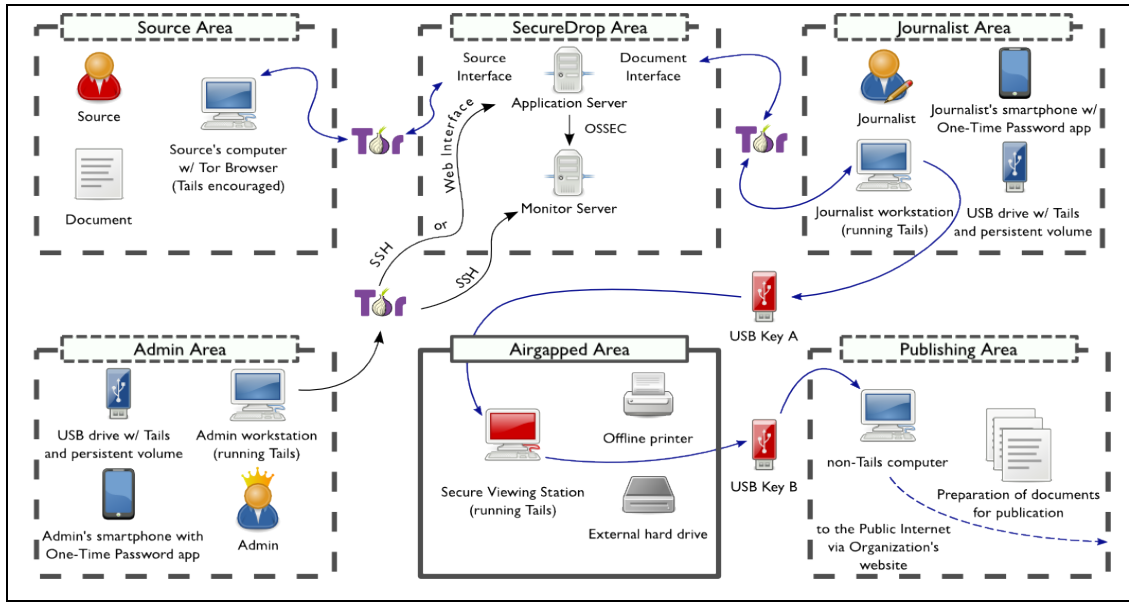 Source Area
Source
Source's computer
w/ Tor Browser
(Tails encouraged)
Document
Tor
SecureDrop Area
Source
Interface
Document
Interface
Application Server
OSSEC
Monitor Server
Web Interface
or
SSH
SSH
Tor
Tor
Journalist Area
Journalist
Journalist's smartphone w/
One-Time Password app
Journalist workstation
(running Tails)
USB drive w/ Tails
and persistent volume
USB Key A
Admin Area
USB drive w/ Tails
and persistent volume
Admin workstation
(running Tails)
Admin's smartphone with
One-Time Password app
Admin
Airgapped Area
Offline printer
Secure Viewing Station
(running Tails)
External hard drive
USB Key B
Publishing Area
non-Tails computer
Preparation of documents
for publication
to the Public Internet
via Organization's
website